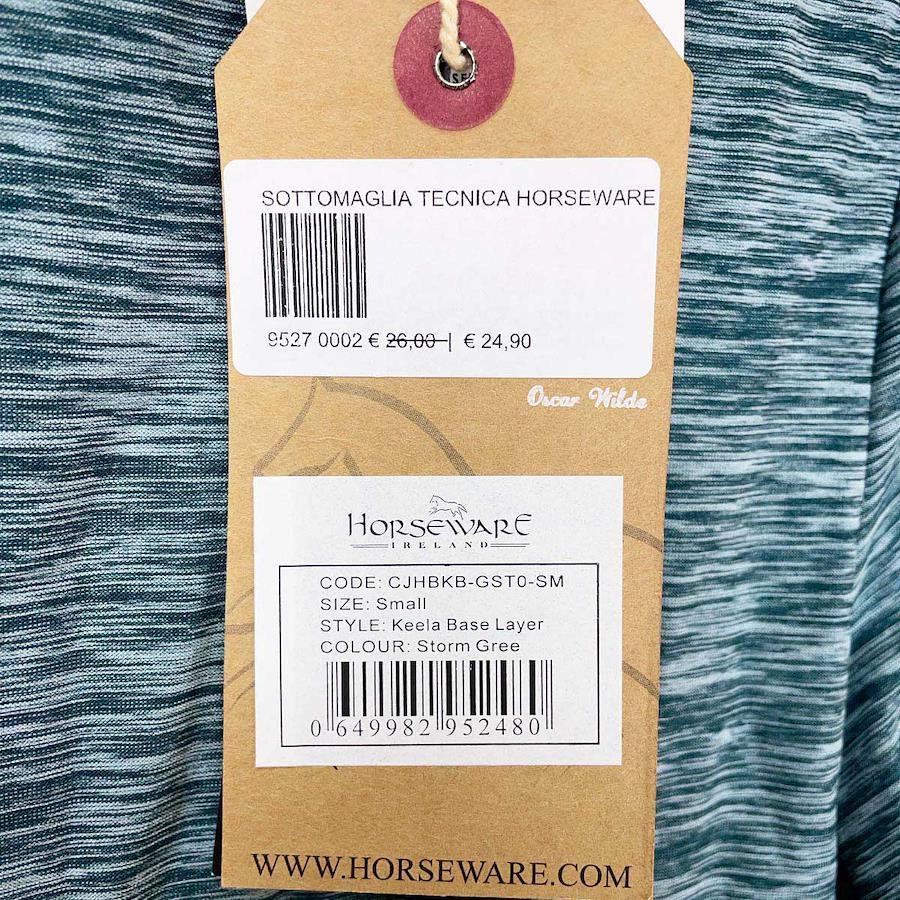 SE
SOTTOMAGLIA TECNICA HORSEWARE
9527 0002 € 26,00 | € 24,90
Oscar Wilde
HORSEWARE
IRELAND
CODE: CJHBKB-GST0-SM
SIZE: Small
STYLE: Keela Base Layer
COLOUR: Storm Gree
0 649982 952480
WWW.HORSEWARE.COM